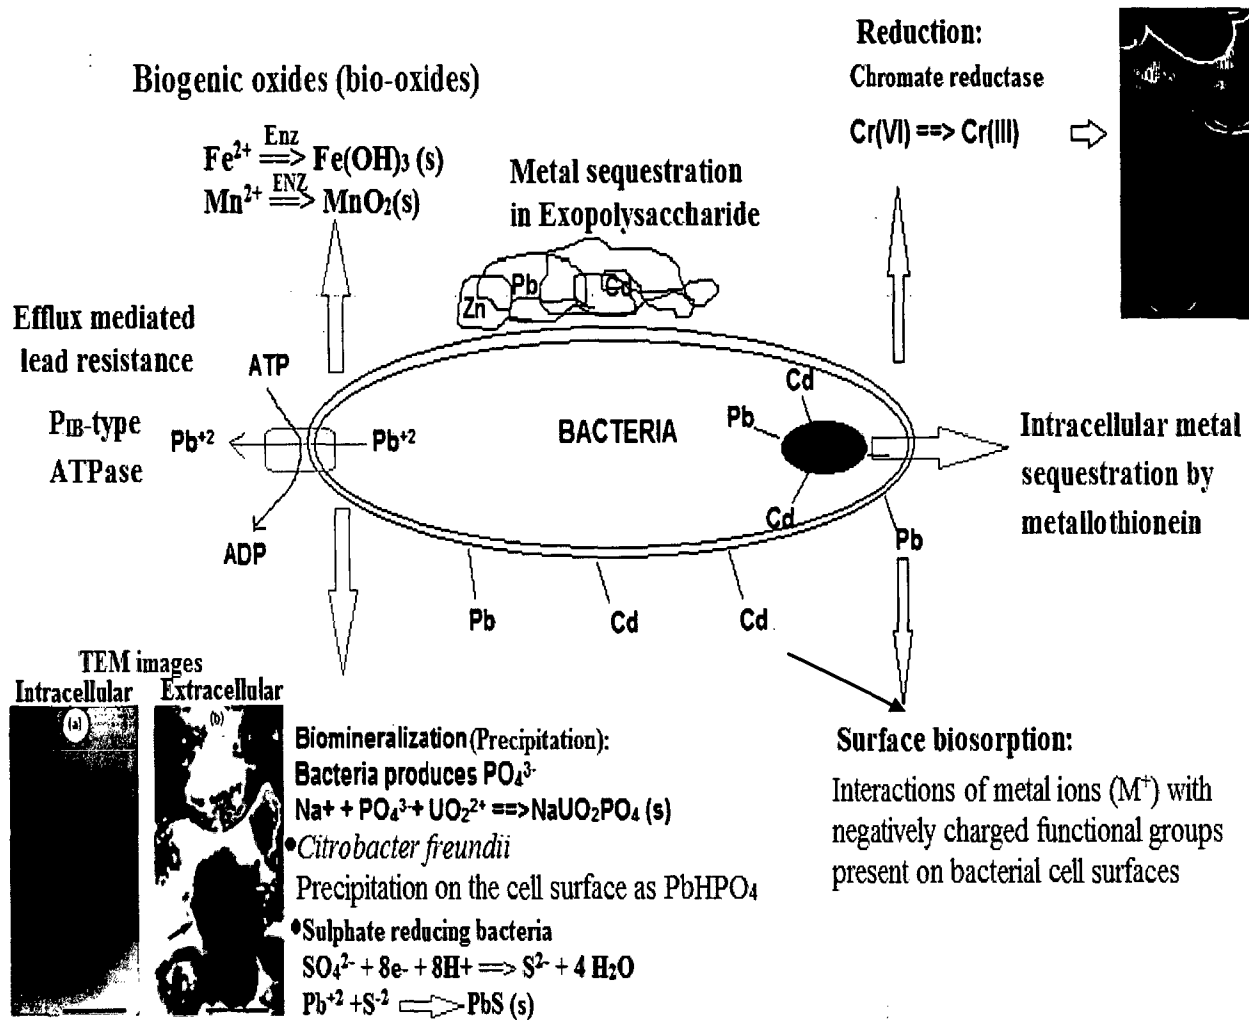 Reduction:
Chromate reductase
Cr(VI) ==> Cr(III)
Biogenic oxides (bio-oxides)
Fe²⁺ ==> Fe(OH)₃ (s)
Enz
Mn²⁺ ==> MnO₂(s)
ENZ
Metal sequestration
in Exopolysaccharide
Pb
Cd
Zn
Efflux mediated
lead resistance
ATP
PIB-type
ATPase
Pb⁺²
Pb⁺²
ADP
BACTERIA
Cd
Pb
Cd
Intracellular metal
sequestration by
metallothionein
Pb
Pb
Cd
Cd
TEM images
Intracellular
Extracellular
(a)
(b)
Biomineralization (Precipitation):
Bacteria produces PO₄³⁻
Na+ + PO₄³⁻+ UO₂²⁺ ==>NaUO₂PO₄ (s)
•Citrobacter freundii
Precipitation on the cell surface as PbHPO₄
•Sulphate reducing bacteria
SO₄²⁻ + 8e- + 8H+ ==> S²⁻ + 4 H₂O
Pb⁺² +S⁻² ==> PbS (s)
Surface biosorption:
Interactions of metal ions (M⁺) with
negatively charged functional groups
present on bacterial cell surfaces